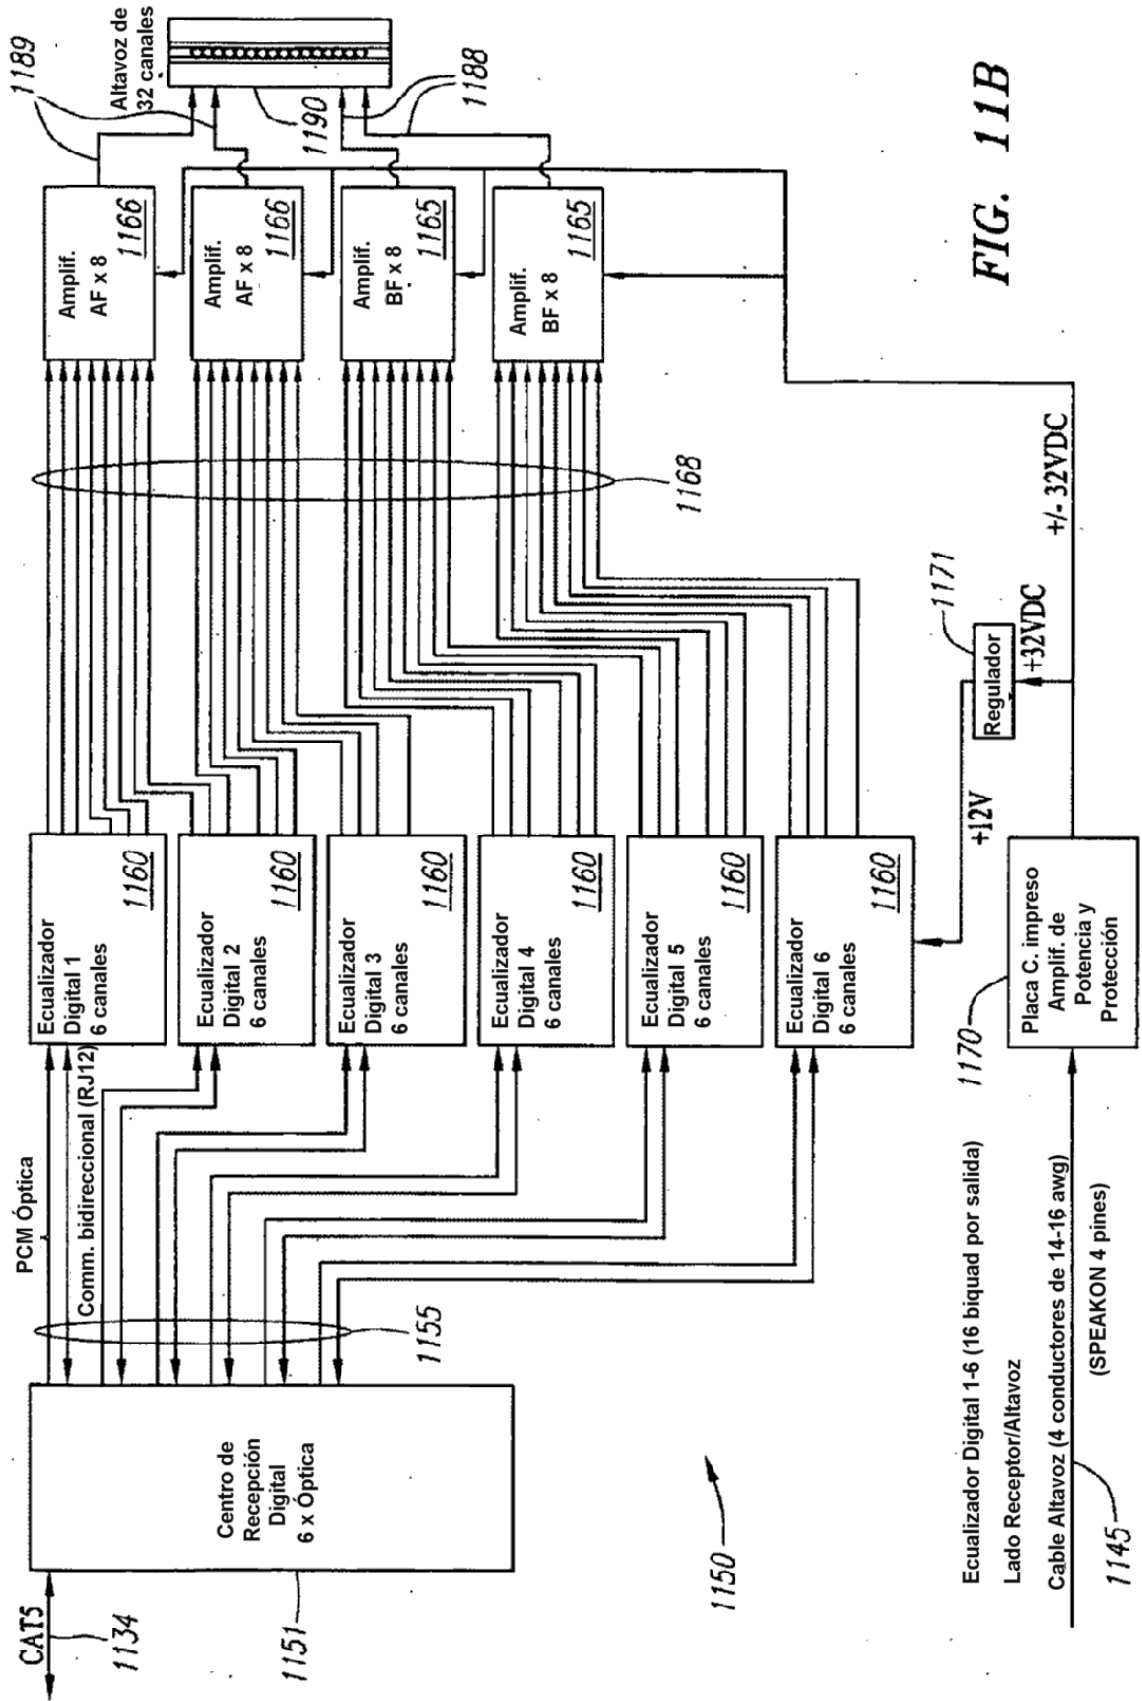 CAT5
1134
1151
Centro de
Recepción
Digital
6 x Óptica
PCM Óptica
Comm. bidireccional (RJ12)
1155
Ecualizador
Digital 1
6 canales
1160
Ecualizador
Digital 2
6 canales
1160
Ecualizador
Digital 3
6 canales
1160
Ecualizador
Digital 4
6 canales
1160
Ecualizador
Digital 5
6 canales
1160
Ecualizador
Digital 6
6 canales
1160
1168
Amplif.
AF x 8
1166
Amplif.
AF x 8
1166
Amplif.
BF x 8
1165
Amplif.
BF x 8
1165
1189
Altavoz de
32 canales
1190
1188
1150
+12V
Regulador
1171
+32VDC
+/- 32VDC
1170
Placa C. impreso
Amplif. de
Potencia y
Protección
Ecualizador Digital 1-6 (16 biquad por salida)
Lado Receptor/Altavoz
Cable Altavoz (4 conductores de 14-16 awg)
(SPEAKON 4 pines)
1145
FIG. 11B